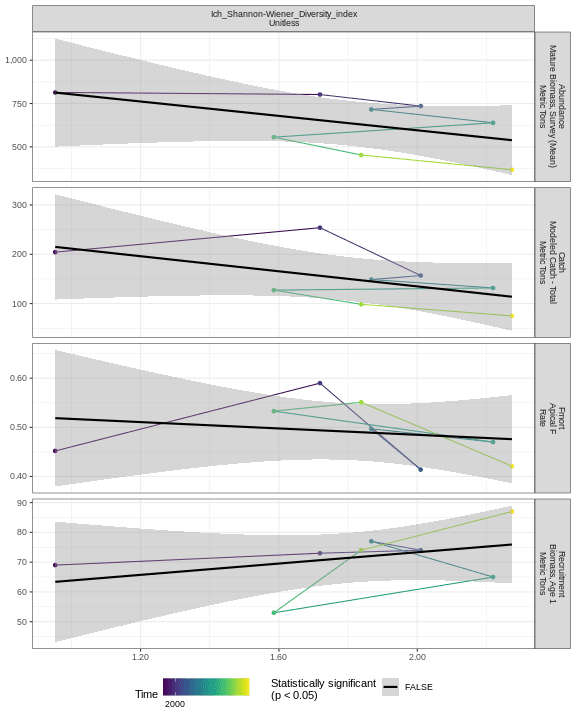 Ich_Shannon-Wiener_Diversity_index
Unitless
1,000
750
500
Abundance
Mature Biomass, Survey (Mean)
Metric Tons
300
200
100
Catch
Modeled Catch - Total
Metric Tons
0.60
0.50
0.40
Fmort
Apical F
Rate
90
80
70
60
50
Recruitment
Biomass, Age 1
Metric Tons
1.20
1.60
2.00
Time
2000
Statistically significant
(p < 0.05)
FALSE